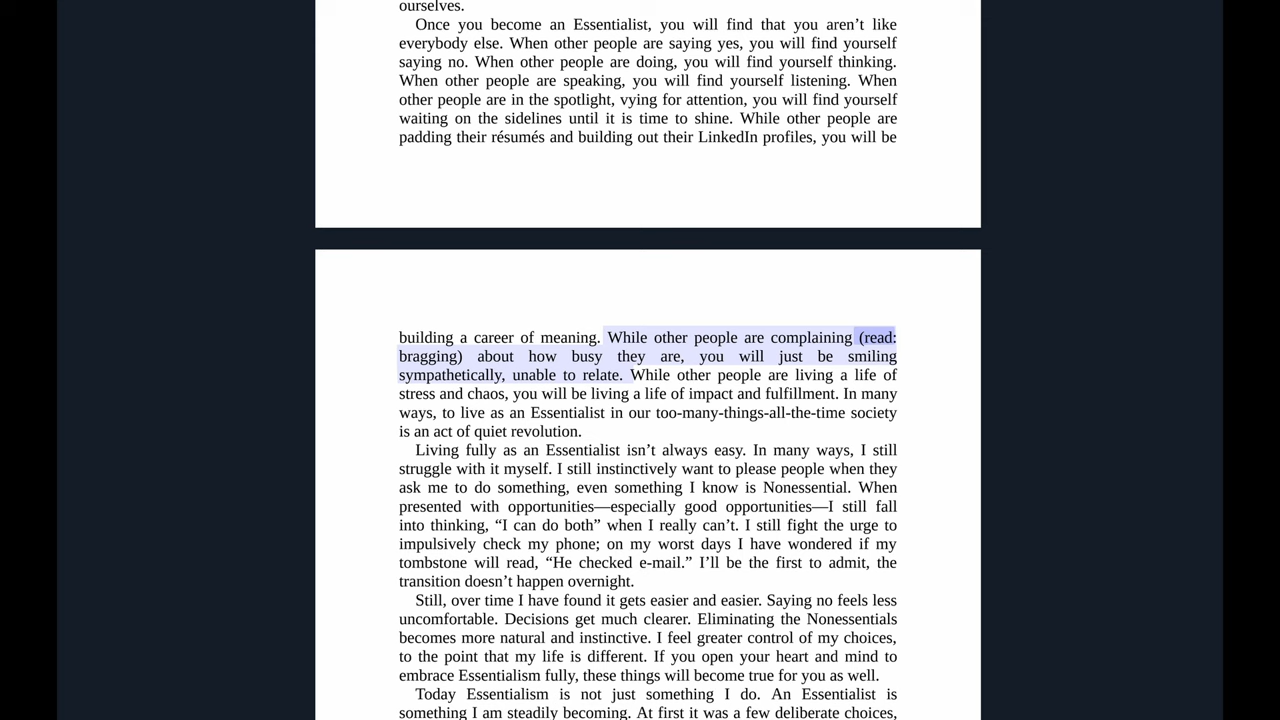 ourselves.
Once you become an Essentialist, you will find that you aren’t like
everybody else. When other people are saying yes, you will find yourself
saying no. When other people are doing, you will find yourself thinking.
When other people are speaking, you will find yourself listening. When
other people are in the spotlight, vying for attention, you will find yourself
waiting on the sidelines until it is time to shine. While other people are
padding their résumés and building out their LinkedIn profiles, you will be
building a career of meaning. While other people are complaining (read:
bragging) about how busy they are, you will just be smiling
sympathetically, unable to relate. While other people are living a life of
stress and chaos, you will be living a life of impact and fulfillment. In many
ways, to live as an Essentialist in our too-many-things-all-the-time society
is an act of quiet revolution.
Living fully as an Essentialist isn’t always easy. In many ways, I still
struggle with it myself. I still instinctively want to please people when they
ask me to do something, even something I know is Nonessential. When
presented with opportunities—especially good opportunities—I still fall
into thinking, “I can do both” when I really can’t. I still fight the urge to
impulsively check my phone; on my worst days I have wondered if my
tombstone will read, “He checked e-mail.” I’ll be the first to admit, the
transition doesn’t happen overnight.
Still, over time I have found it gets easier and easier. Saying no feels less
uncomfortable. Decisions get much clearer. Eliminating the Nonessentials
becomes more natural and instinctive. I feel greater control of my choices,
to the point that my life is different. If you open your heart and mind to
embrace Essentialism fully, these things will become true for you as well.
Today Essentialism is not just something I do. An Essentialist is
something I am steadily becoming. At first it was a few deliberate choices,